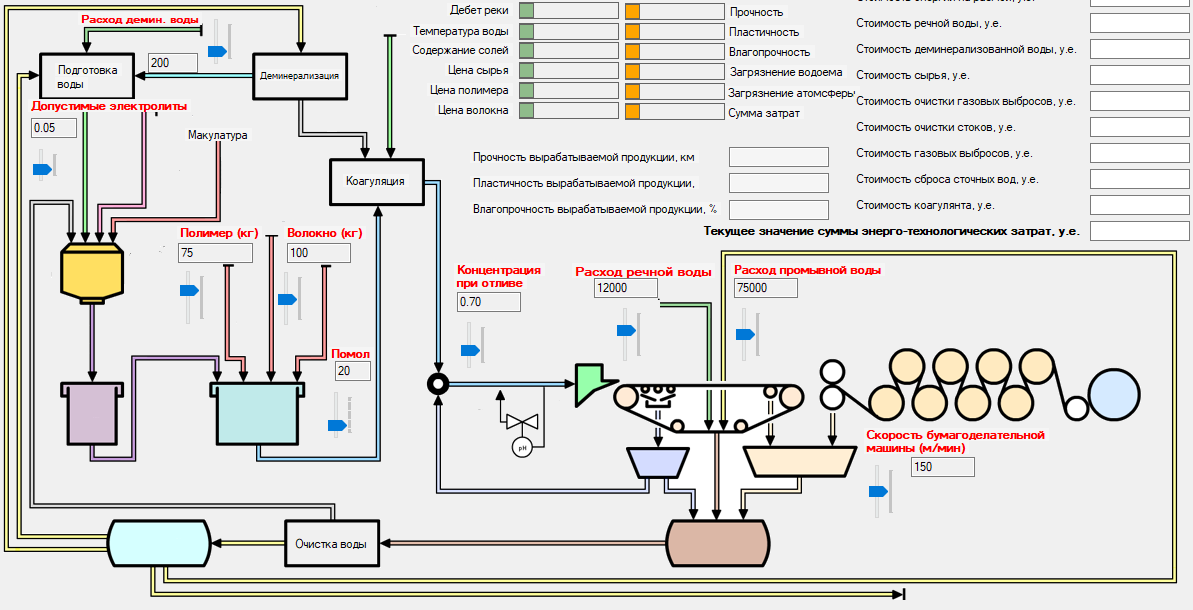 Стоимость речной воды, у.е.
Стоимость деминерализованной воды, у.е.
Стоимость сырья, у.е.
Стоимость очистки газовых выбросов, у.е.
Стоимость очистки стоков, у.е.
Стоимость газовых выбросов, у.е.
Стоимость сброса сточных вод, у.е.
Стоимость коагулянта, у.е.
Текущее значение суммы энерго-технологических затрат, у.е.
Дебет реки
Прочность
Температура воды
Пластичность
Содержание солей
Влагопрочность
Цена сырья
Загрязнение водоема
Цена полимера
Загрязнение атомсферы
Цена волокна
Сумма затрат
Прочность вырабатываемой продукции, км
Пластичность вырабатываемой продукции,
Влагопрочность вырабатываемой продукции, %
Расход демин. воды
200
Подготовка
воды
Деминерализация
Допустимые электролиты
0.05
Макулатура
Коагуляция
Полимер (кг)
75
Волокно (кг)
100
Помол
20
Концентрация
при отливе
0.70
Расход речной воды
12000
Расход промывной воды
75000
pH
Скорость бумагоделательной
машины (м/мин)
150
Очистка воды